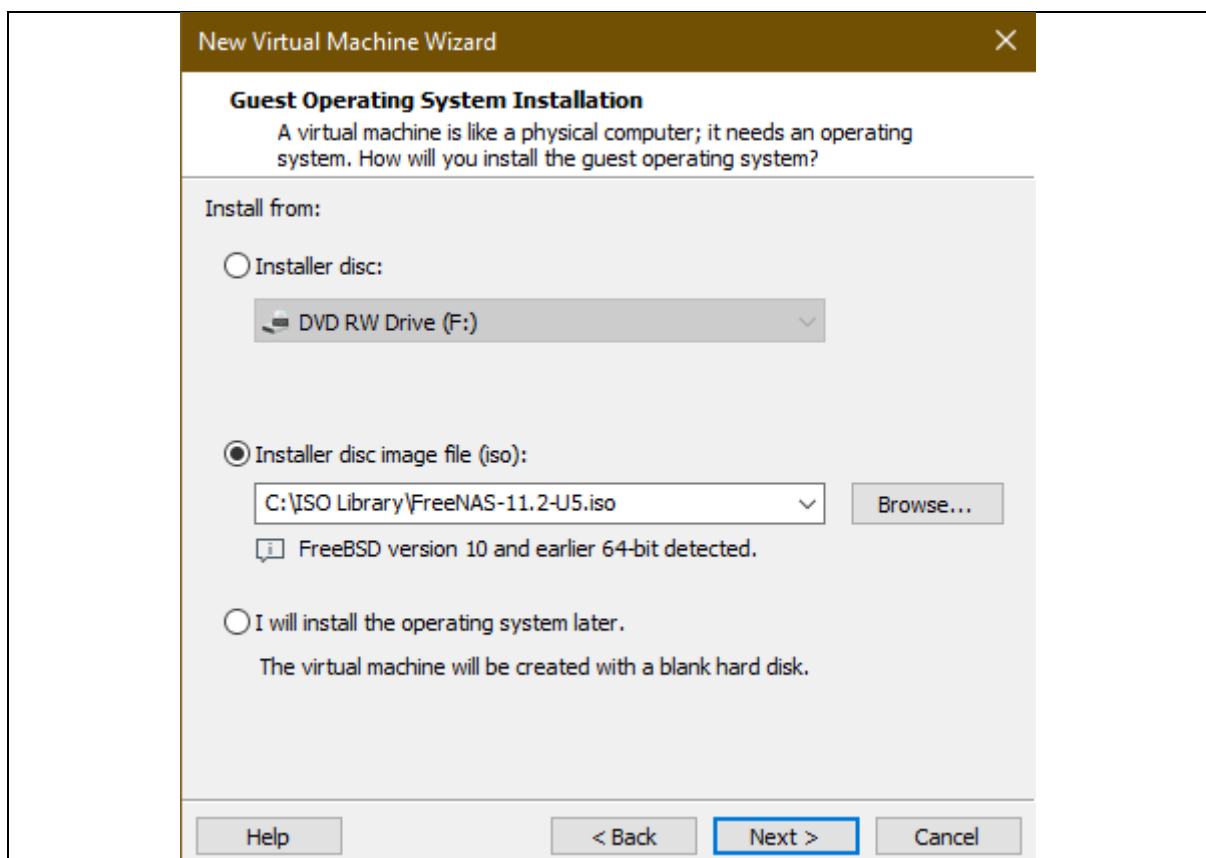 New Virtual Machine Wizard
Guest Operating System Installation
A virtual machine is like a physical computer; it needs an operating
system. How will you install the guest operating system?
Install from:
Installer disc:
DVD RW Drive (F:)
Installer disc image file (iso):
C:\ISO Library\FreeNAS-11.2-U5.iso
Browse...
FreeBSD version 10 and earlier 64-bit detected.
I will install the operating system later.
The virtual machine will be created with a blank hard disk.
Help
< Back
Next >
Cancel